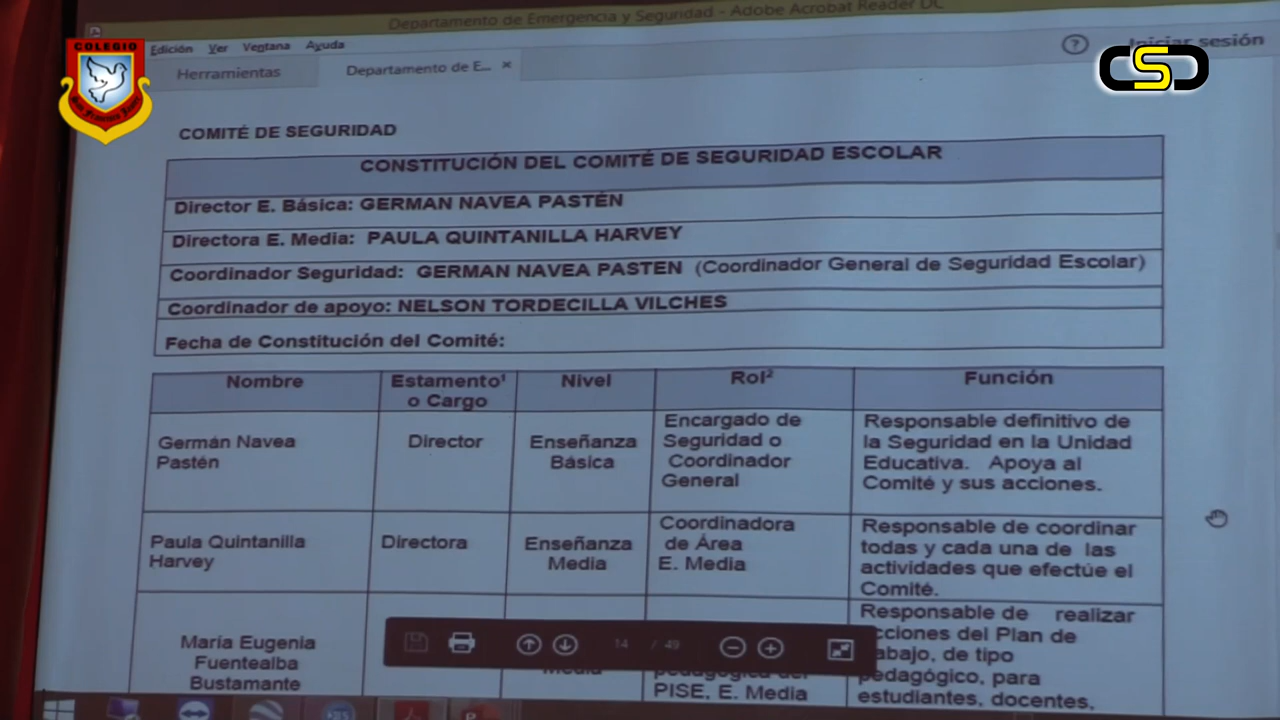 Departamento de Emergencia y Seguridad - Adobe Acrobat Reader DC
Edición Ver Ventana Ayuda
Iniciar sesión
Herramientas
Departamento de E... ×
COLEGIO
CSD
COMITÉ DE SEGURIDAD
CONSTITUCIÓN DEL COMITÉ DE SEGURIDAD ESCOLAR
Director E. Básica: GERMAN NAVEA PASTÉN
Directora E. Media: PAULA QUINTANILLA HARVEY
Coordinador Seguridad: GERMAN NAVEA PASTEN (Coordinador General de Seguridad Escolar)
Coordinador de apoyo: NELSON TORDECILLA VILCHES
Fecha de Constitución del Comité:
Nombre
Estamento¹
o Cargo
Nivel
Rol²
Función
Germán Navea
Pastén
Director
Enseñanza
Básica
Encargado de
Seguridad o
Coordinador
General
Responsable definitivo de
la Seguridad en la Unidad
Educativa. Apoya al
Comité y sus acciones.
Paula Quintanilla
Harvey
Directora
Enseñanza
Media
Coordinadora
de Área
E. Media
Responsable de coordinar
todas y cada una de las
actividades que efectúe el
Comité.
María Eugenia
Fuentealba
Bustamante
Media
PISE, E. Media
Responsable de realizar
acciones del Plan de
trabajo, de tipo
pedagógico, para
estudiantes, docentes,
14 / 49